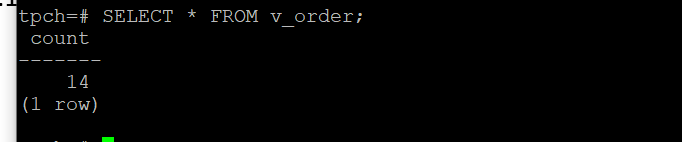 tpch=# SELECT * FROM v_order;
 count
-------
    14
(1 row)